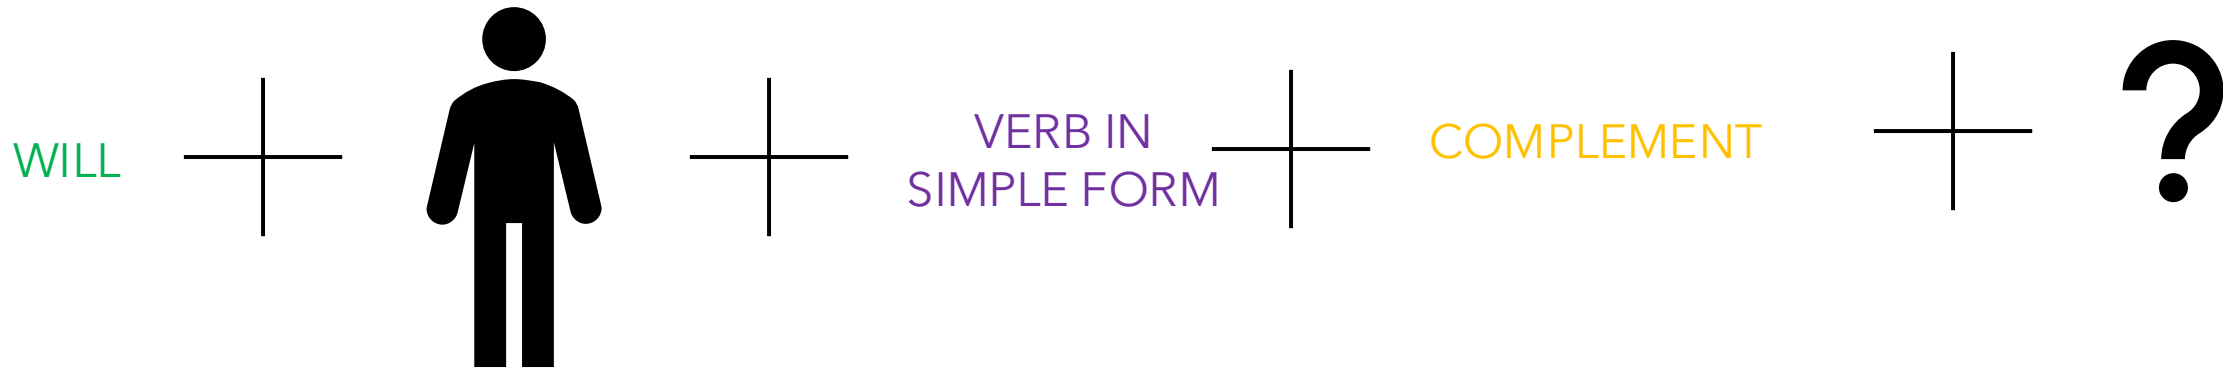 WILL
VERB IN
SIMPLE FORM
COMPLEMENT
?